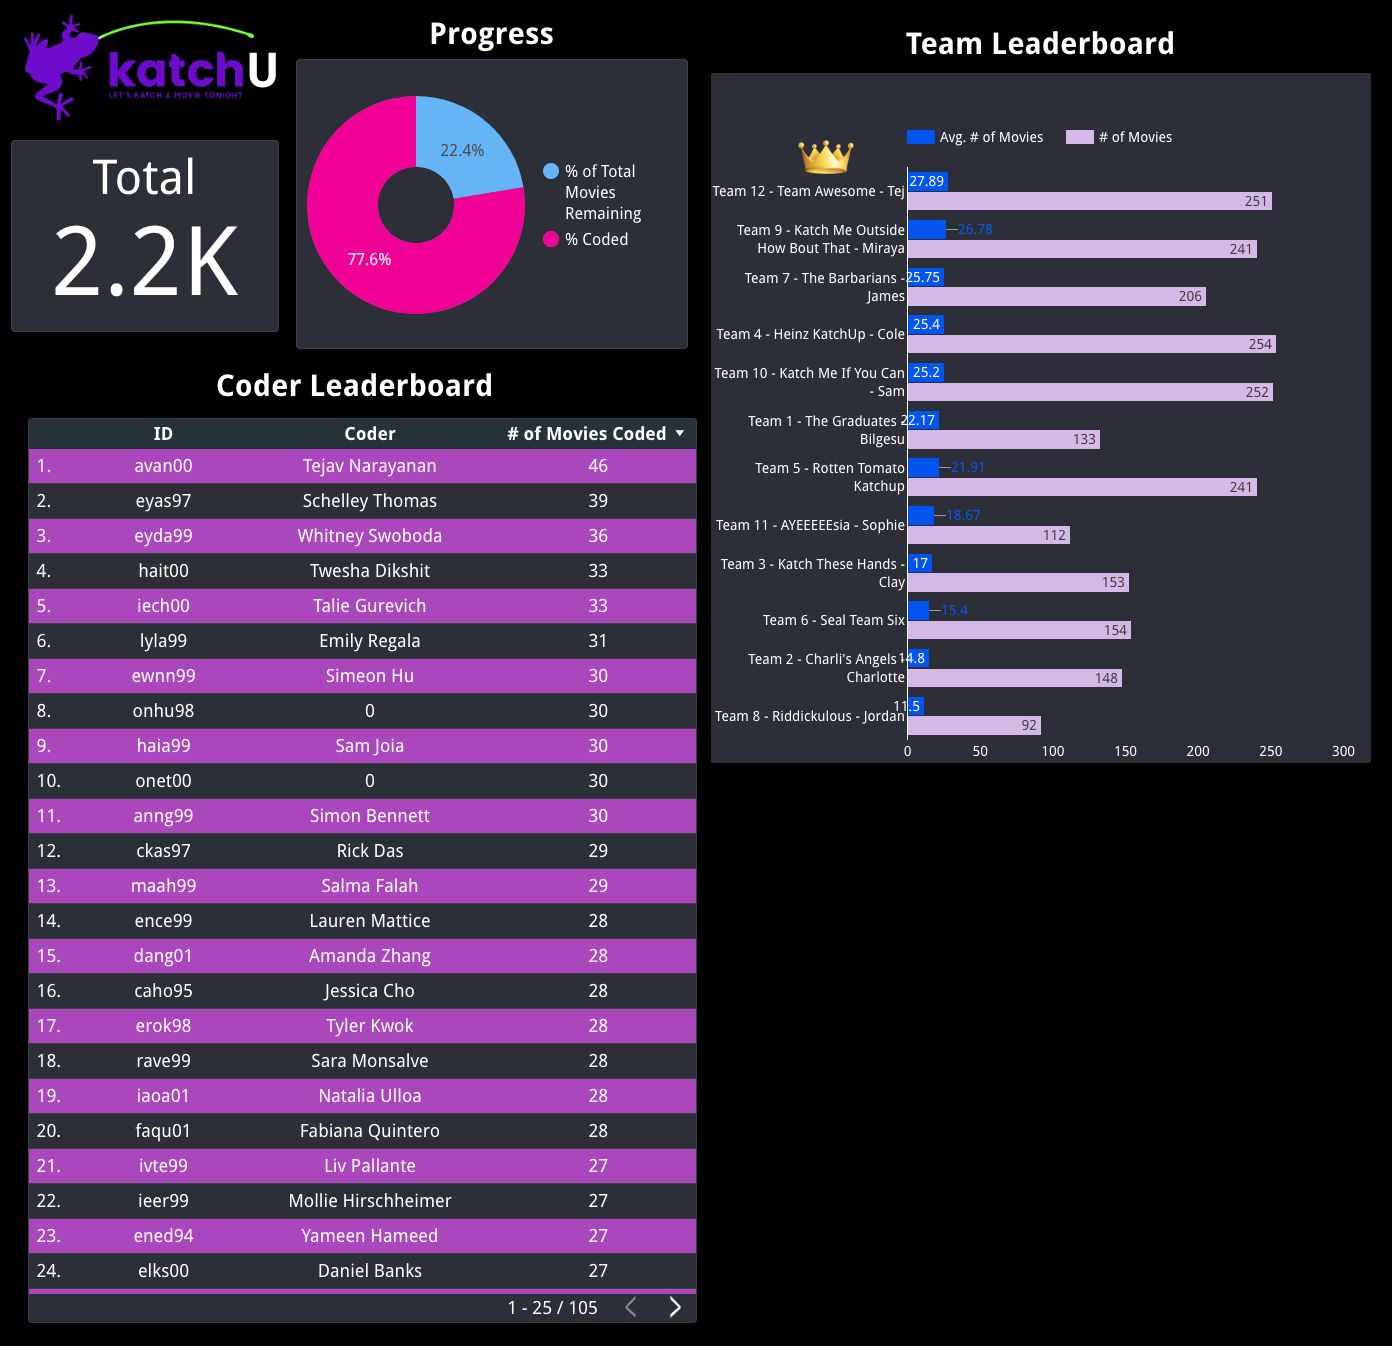 katchU
LET'S KATCH A MOVIE TONIGHT
Total
2.2K
Progress
22.4%
77.6%
% of Total
Movies
Remaining
% Coded
Coder Leaderboard
ID Coder # of Movies Coded
1. avan00 Tejav Narayanan 46
2. eyas97 Schelley Thomas 39
3. eyda99 Whitney Swoboda 36
4. hait00 Twesha Dikshit 33
5. iech00 Talie Gurevich 33
6. lyla99 Emily Regala 31
7. ewnn99 Simeon Hu 30
8. onhu98 0 30
9. haia99 Sam Joia 30
10. onet00 0 30
11. anng99 Simon Bennett 30
12. ckas97 Rick Das 29
13. maah99 Salma Falah 29
14. ence99 Lauren Mattice 28
15. dang01 Amanda Zhang 28
16. caho95 Jessica Cho 28
17. erok98 Tyler Kwok 28
18. rave99 Sara Monsalve 28
19. iaoa01 Natalia Ulloa 28
20. faqu01 Fabiana Quintero 28
21. ivte99 Liv Pallante 27
22. ieer99 Mollie Hirschheimer 27
23. ened94 Yameen Hameed 27
24. elks00 Daniel Banks 27
1 - 25 / 105
Team Leaderboard
Avg. # of Movies # of Movies
Team 12 - Team Awesome - Tej
27.89
251
Team 9 - Katch Me Outside
How Bout That - Miraya
26.78
241
Team 7 - The Barbarians -
James
25.75
206
Team 4 - Heinz KatchUp - Cole
25.4
254
Team 10 - Katch Me If You Can
- Sam
25.2
252
Team 1 - The Graduates -
Bilgesu
22.17
133
Team 5 - Rotten Tomato
Katchup
21.91
241
Team 11 - AYEEEEEsia - Sophie
18.67
112
Team 3 - Katch These Hands -
Clay
17
153
Team 6 - Seal Team Six
15.4
154
Team 2 - Charli's Angels -
Charlotte
14.8
148
Team 8 - Riddickulous - Jordan
11.5
92
0 50 100 150 200 250 300